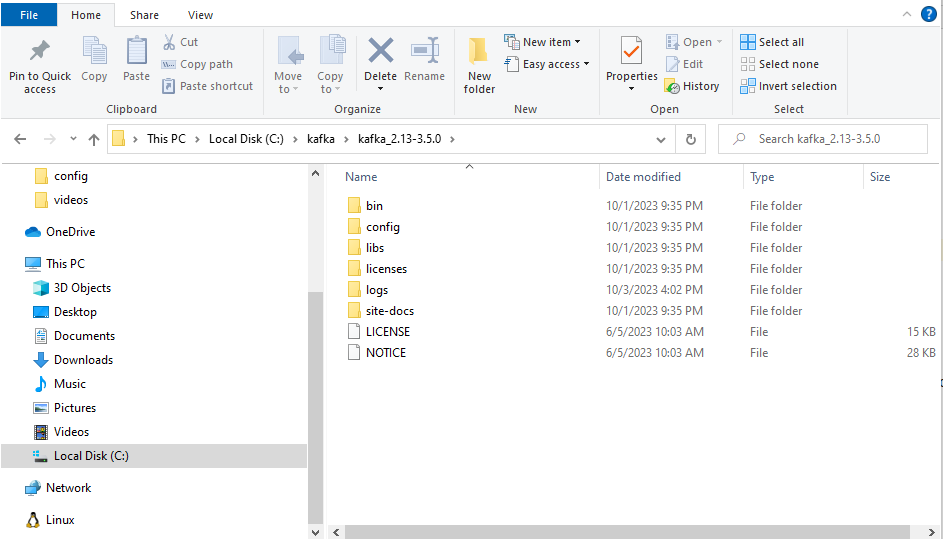 File Home Share View
Pin to Quick access
Copy
Paste
Cut
Copy path
Paste shortcut
Clipboard
Move to
Copy to
Delete
Rename
Organize
New folder
New item
Easy access
New
Properties
Open
Edit
History
Open
Select all
Select none
Invert selection
Select
This PC > Local Disk (C:) > kafka > kafka_2.13-3.5.0 >
Search kafka_2.13-3.5.0
config
videos
OneDrive
This PC
3D Objects
Desktop
Documents
Downloads
Music
Pictures
Videos
Local Disk (C:)
Network
Linux
Name Date modified Type Size
bin 10/1/2023 9:35 PM File folder
config 10/1/2023 9:35 PM File folder
libs 10/1/2023 9:35 PM File folder
licenses 10/1/2023 9:35 PM File folder
logs 10/3/2023 4:02 PM File folder
site-docs 10/1/2023 9:35 PM File folder
LICENSE 6/5/2023 10:03 AM File 15 KB
NOTICE 6/5/2023 10:03 AM File 28 KB